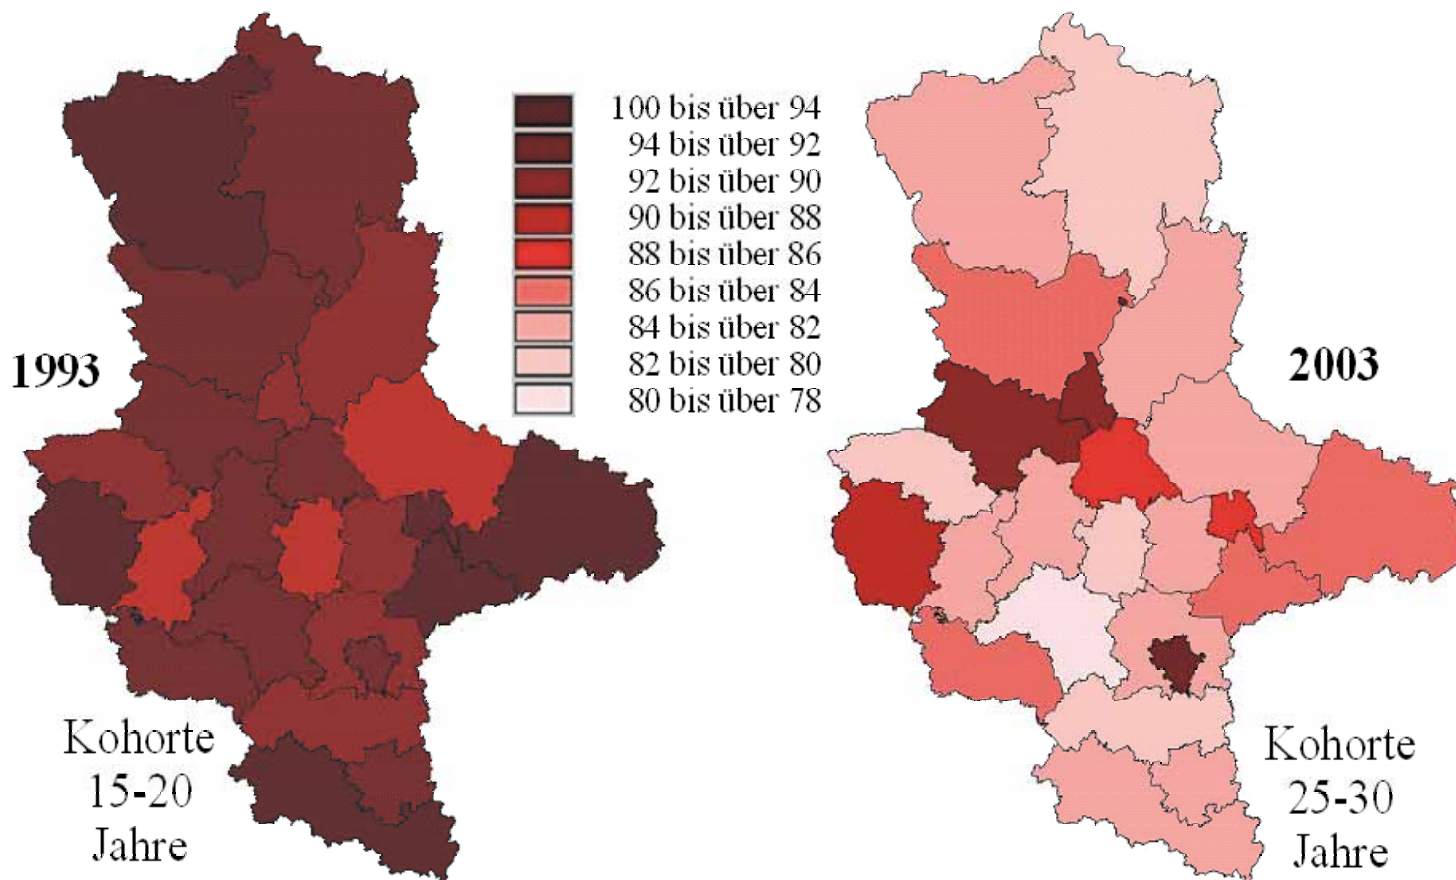 100 bis über 94
94 bis über 92
92 bis über 90
90 bis über 88
88 bis über 86
86 bis über 84
84 bis über 82
82 bis über 80
80 bis über 78
1993
2003
Kohorte
15-20
Jahre
Kohorte
25-30
Jahre